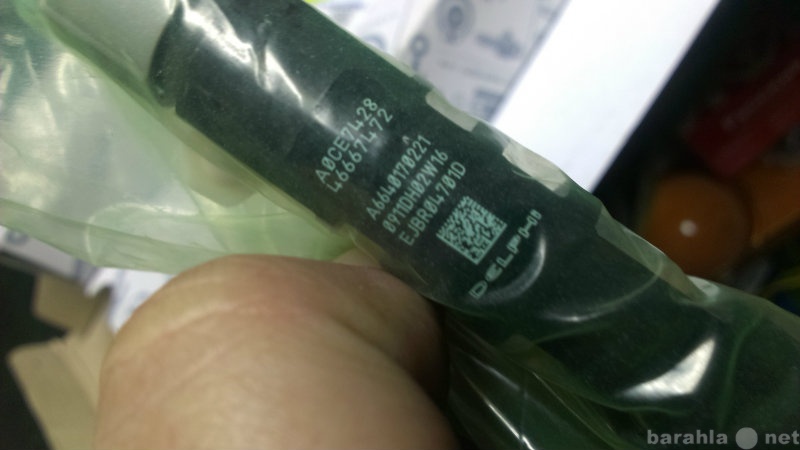 A0CE7428
46667472
A6640170221
0911DH02W16
EJBR04701D
DELPHI
barahla net